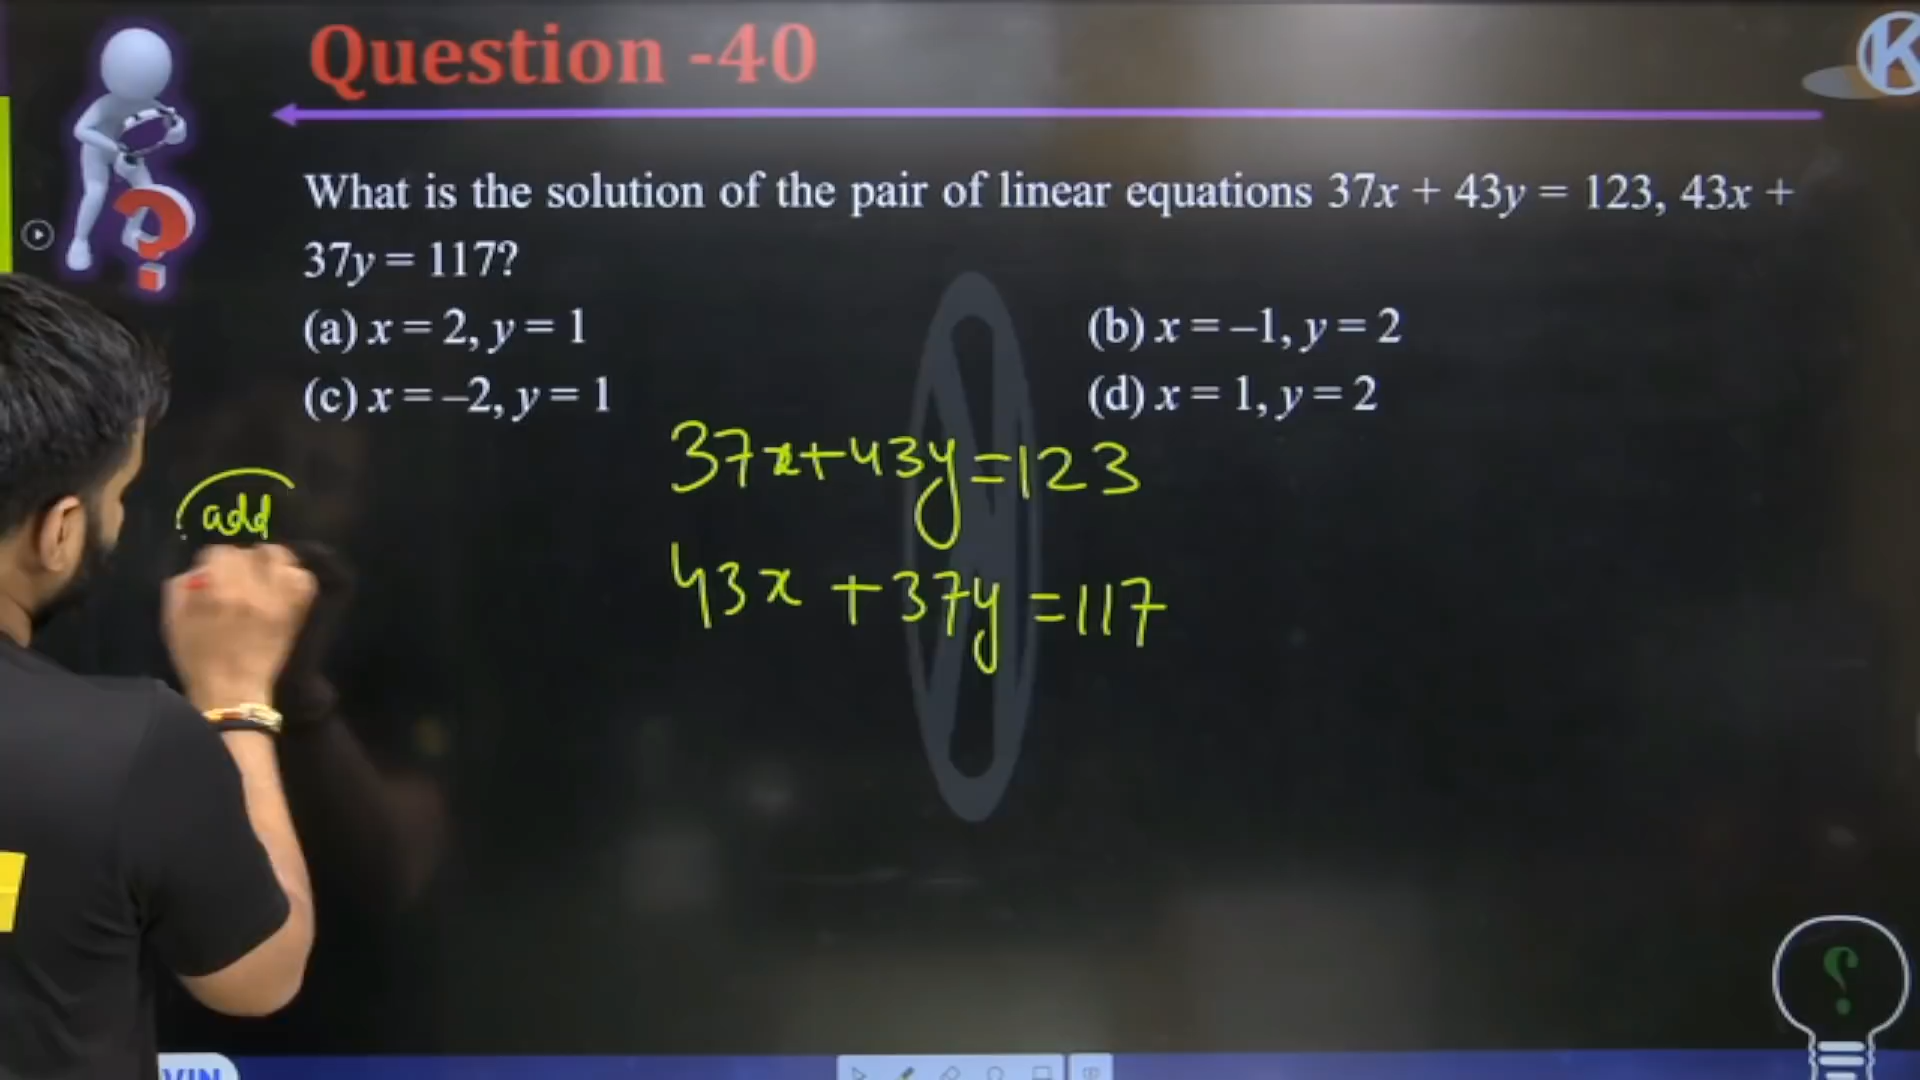 Question -40
K
What is the solution of the pair of linear equations 37x + 43y = 123, 43x +
37y = 117?
(a) x = 2, y = 1
(b) x = –1, y = 2
(c) x = –2, y = 1
(d) x = 1, y = 2
37x+43y=123
add
43x +37y =117
VIN